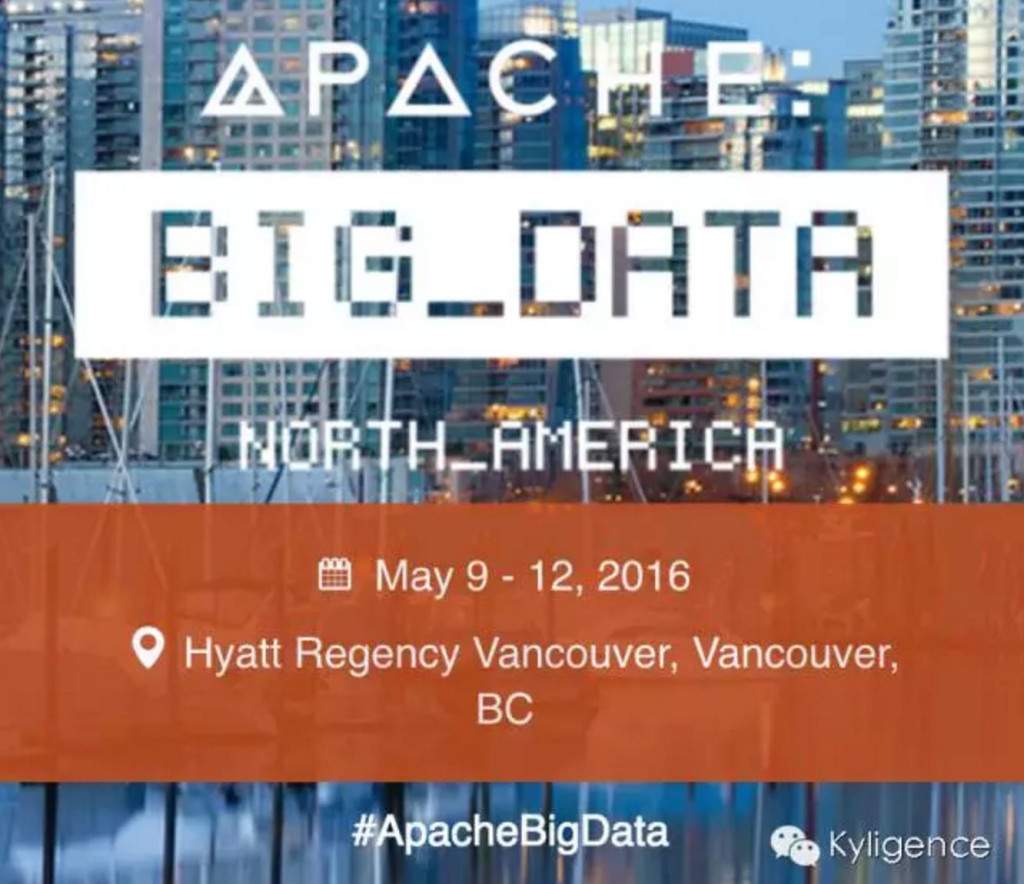 APACHE:
BIG_DATA
NORTH_AMERICA
May 9 - 12, 2016
Hyatt Regency Vancouver, Vancouver,
BC
#ApacheBigData
Kyligence